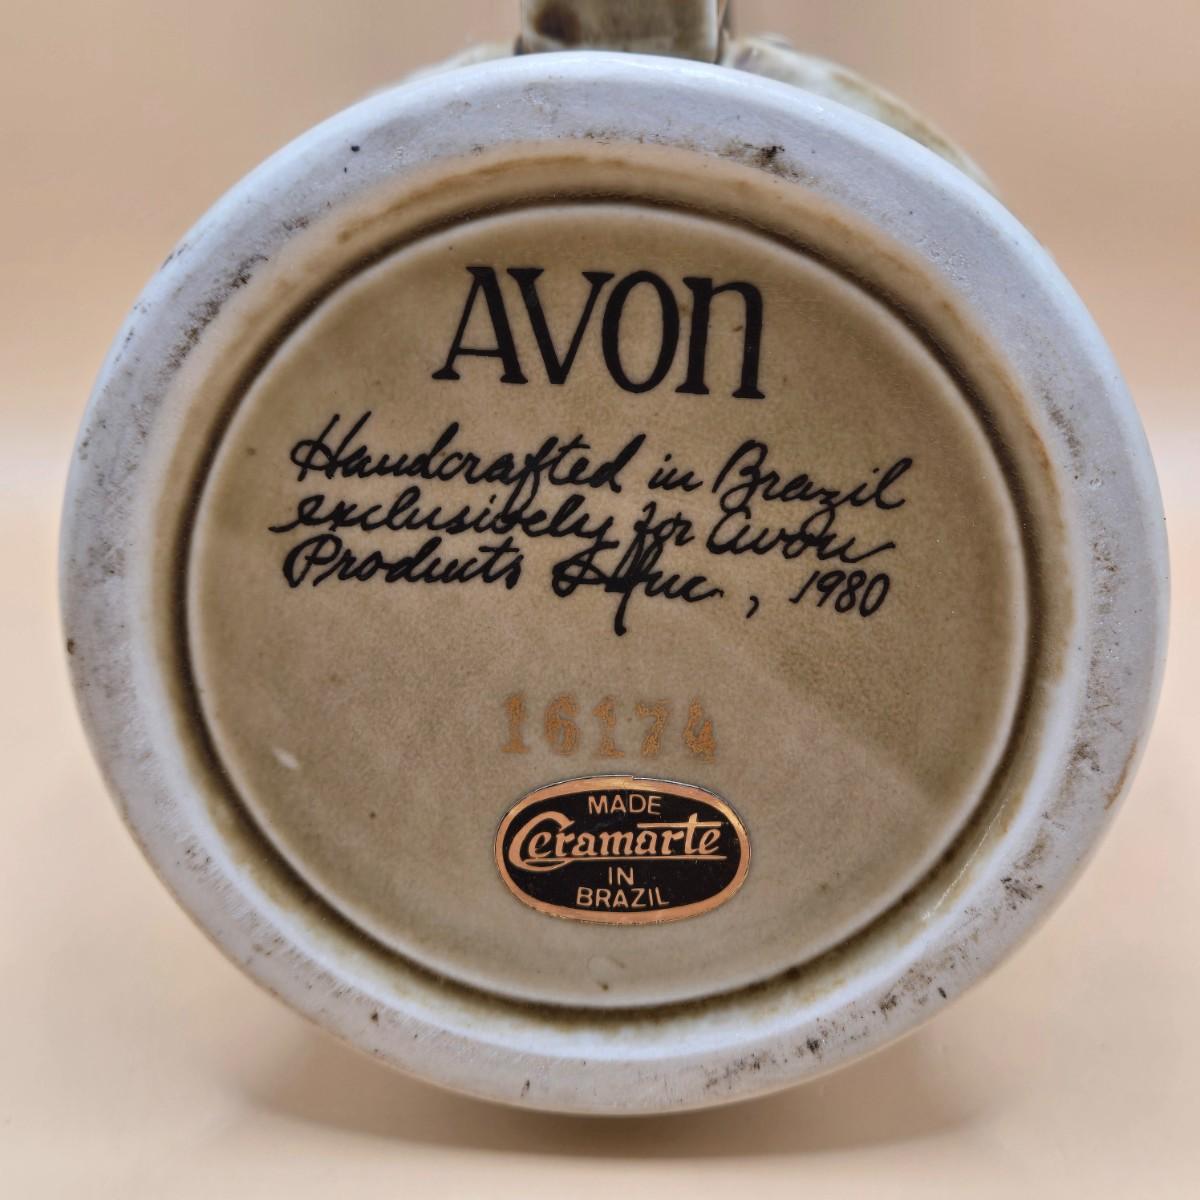 AVON
Handcrafted in Brazil
exclusively for Avon
Products Inc., 1980
16174
MADE
Ceramarte
IN
BRAZIL